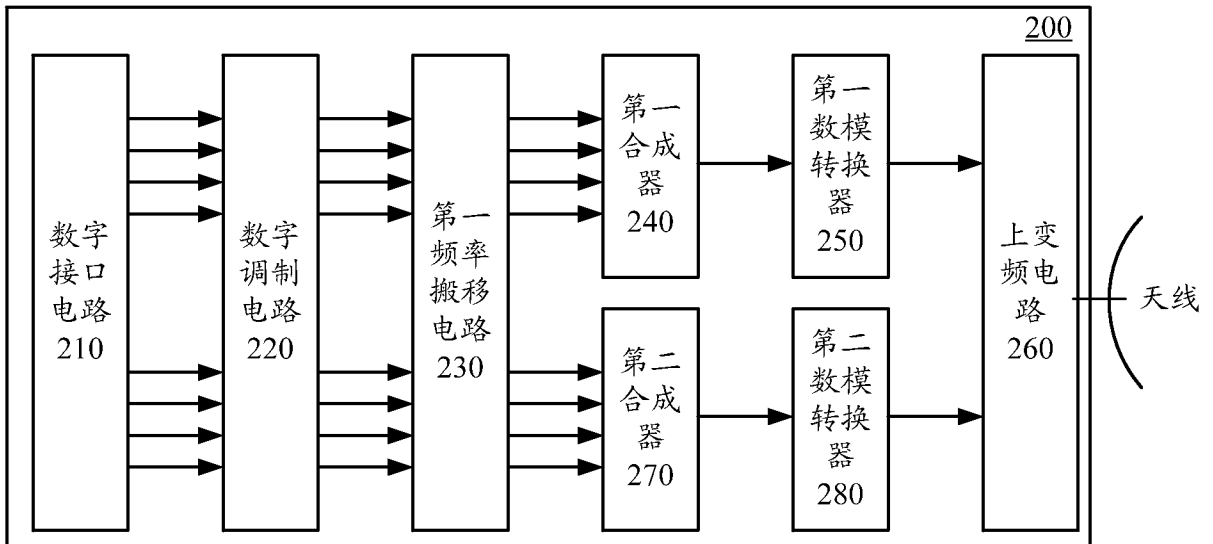 200
数字
接口
电路
210
数字
调制
电路
220
第一
频率
搬移
电路
230
第一
合成
器
240
第一
数模
转换
器
250
上变
频电
路
260
天线
第二
合成
器
270
第二
数模
转换
器
280